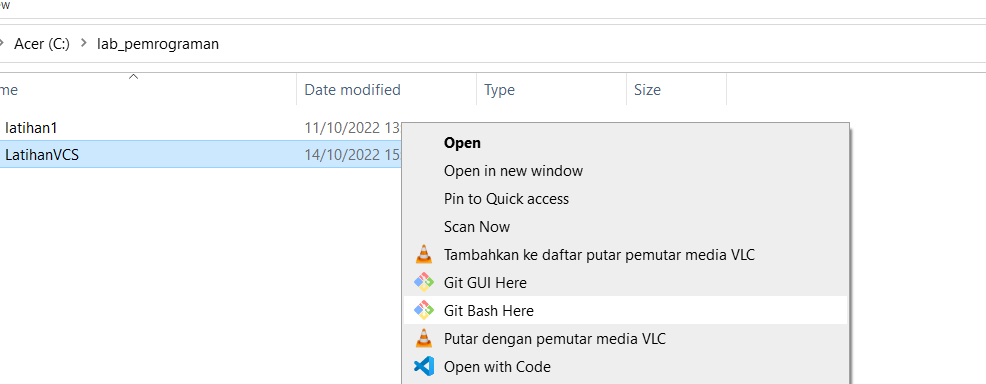 ew
Acer (C:) > lab_pemrograman
me Date modified Type Size
latihan1 11/10/2022 13
LatihanVCS 14/10/2022 15
Open
Open in new window
Pin to Quick access
Scan Now
Tambahkan ke daftar putar pemutar media VLC
Git GUI Here
Git Bash Here
Putar dengan pemutar media VLC
Open with Code